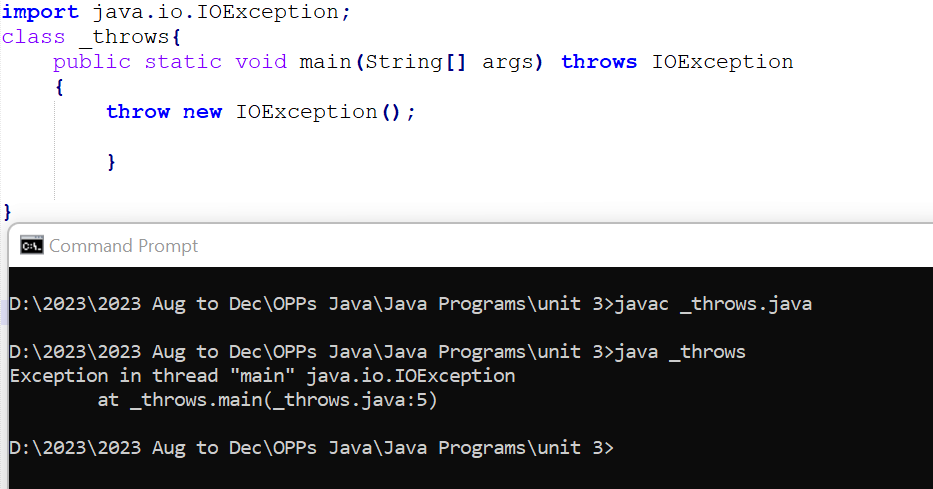 import java.io.IOException;
class _throws{
    public static void main(String[] args) throws IOException
    {
        throw new IOException();
        }
}
Command Prompt
D:\2023\2023 Aug to Dec\OPPs Java\Java Programs\unit 3>javac _throws.java
D:\2023\2023 Aug to Dec\OPPs Java\Java Programs\unit 3>java _throws
Exception in thread "main" java.io.IOException
        at _throws.main(_throws.java:5)
D:\2023\2023 Aug to Dec\OPPs Java\Java Programs\unit 3>